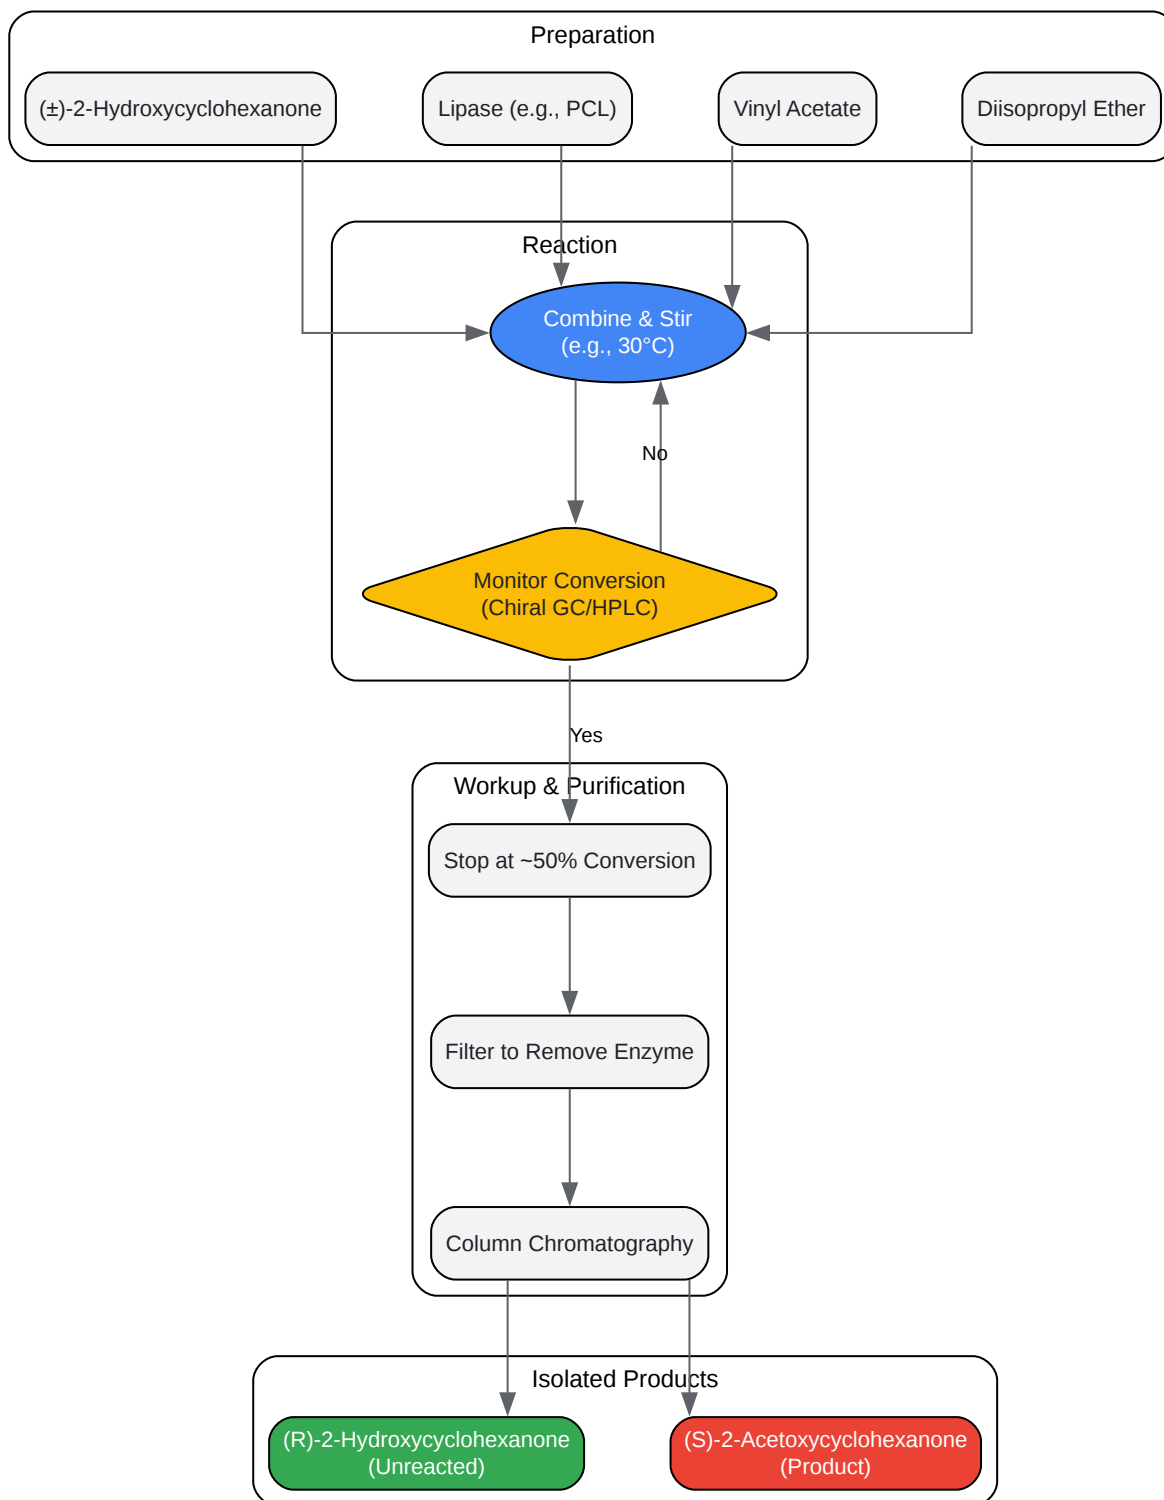 Preparation
(±)-2-Hydroxycyclohexanone
Lipase (e.g., PCL)
Vinyl Acetate
Diisopropyl Ether
Reaction
Combine & Stir
(e.g., 30°C)
No
Monitor Conversion
(Chiral GC/HPLC)
Yes
Workup & Purification
Stop at ~50% Conversion
Filter to Remove Enzyme
Column Chromatography
Isolated Products
(R)-2-Hydroxycyclohexanone
(Unreacted)
(S)-2-Acetoxycyclohexanone
(Product)